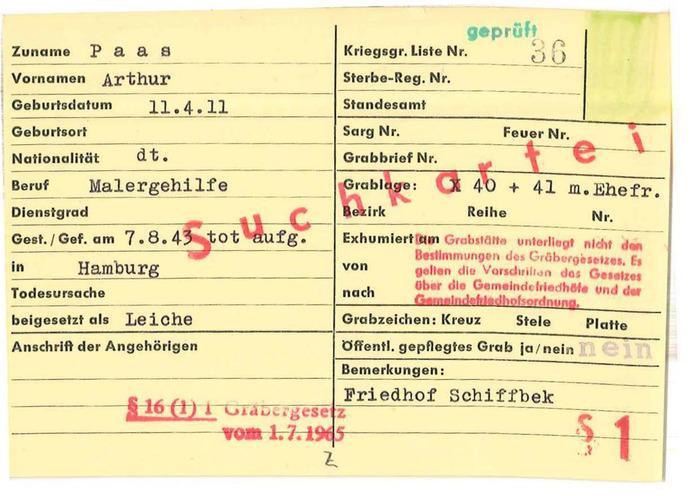 geprüft
Zuname Paas
Kriegsgr. Liste Nr. 36
Vornamen Arthur
Sterbe-Reg. Nr.
Geburtsdatum 11.4.11
Standesamt
Geburtsort
Sarg Nr. Feuer Nr.
Nationalität dt.
Grabbrief Nr.
Beruf Malergehilfe
Grablage: X 40 + 41 m.Ehefr.
Suchkartei
Dienstgrad
Bezirk Reihe Nr.
Gest./Gef. am 7.8.43 tot aufg.
Exhumiert am
in Hamburg
von
Todesursache
nach
Die Grabstätte unterliegt nicht den
Bestimmungen des Gräbergesetzes. Es
gelten die Vorschriften des Gesetzes
über die Gemeindefriedhöfe und der
Gemeindefriedhofsordnung.
beigesetzt als Leiche
Grabzeichen: Kreuz Stele Platte
Anschrift der Angehörigen
Öffentl. gepflegtes Grab ja/nein nein
Bemerkungen:
Friedhof Schiffbek
§ 16 (1) 1 Gräbergesetz
vom 1.7.1965
§ 1
Z